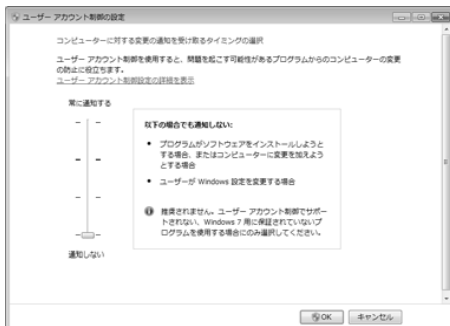 ユーザー アカウント制御の設定
コンピューターに対する変更の通知を受け取るタイミングの選択
ユーザー アカウント制御を使用すると、問題を起こす可能性があるプログラムからのコンピューターの変更
の防止に役立ちます。
ユーザー アカウント制御設定の詳細を表示
常に通知する
以下の場合でも通知しない:
• プログラムがソフトウェアをインストールしようと
する場合、またはコンピューターに変更を加えよう
とする場合
• ユーザーが Windows 設定を変更する場合
推奨されません。ユーザー アカウント制御でサポー
トされない、Windows 7 用に保証されていないプ
ログラムを使用する場合にのみ選択してください。
通知しない
OK
キャンセル